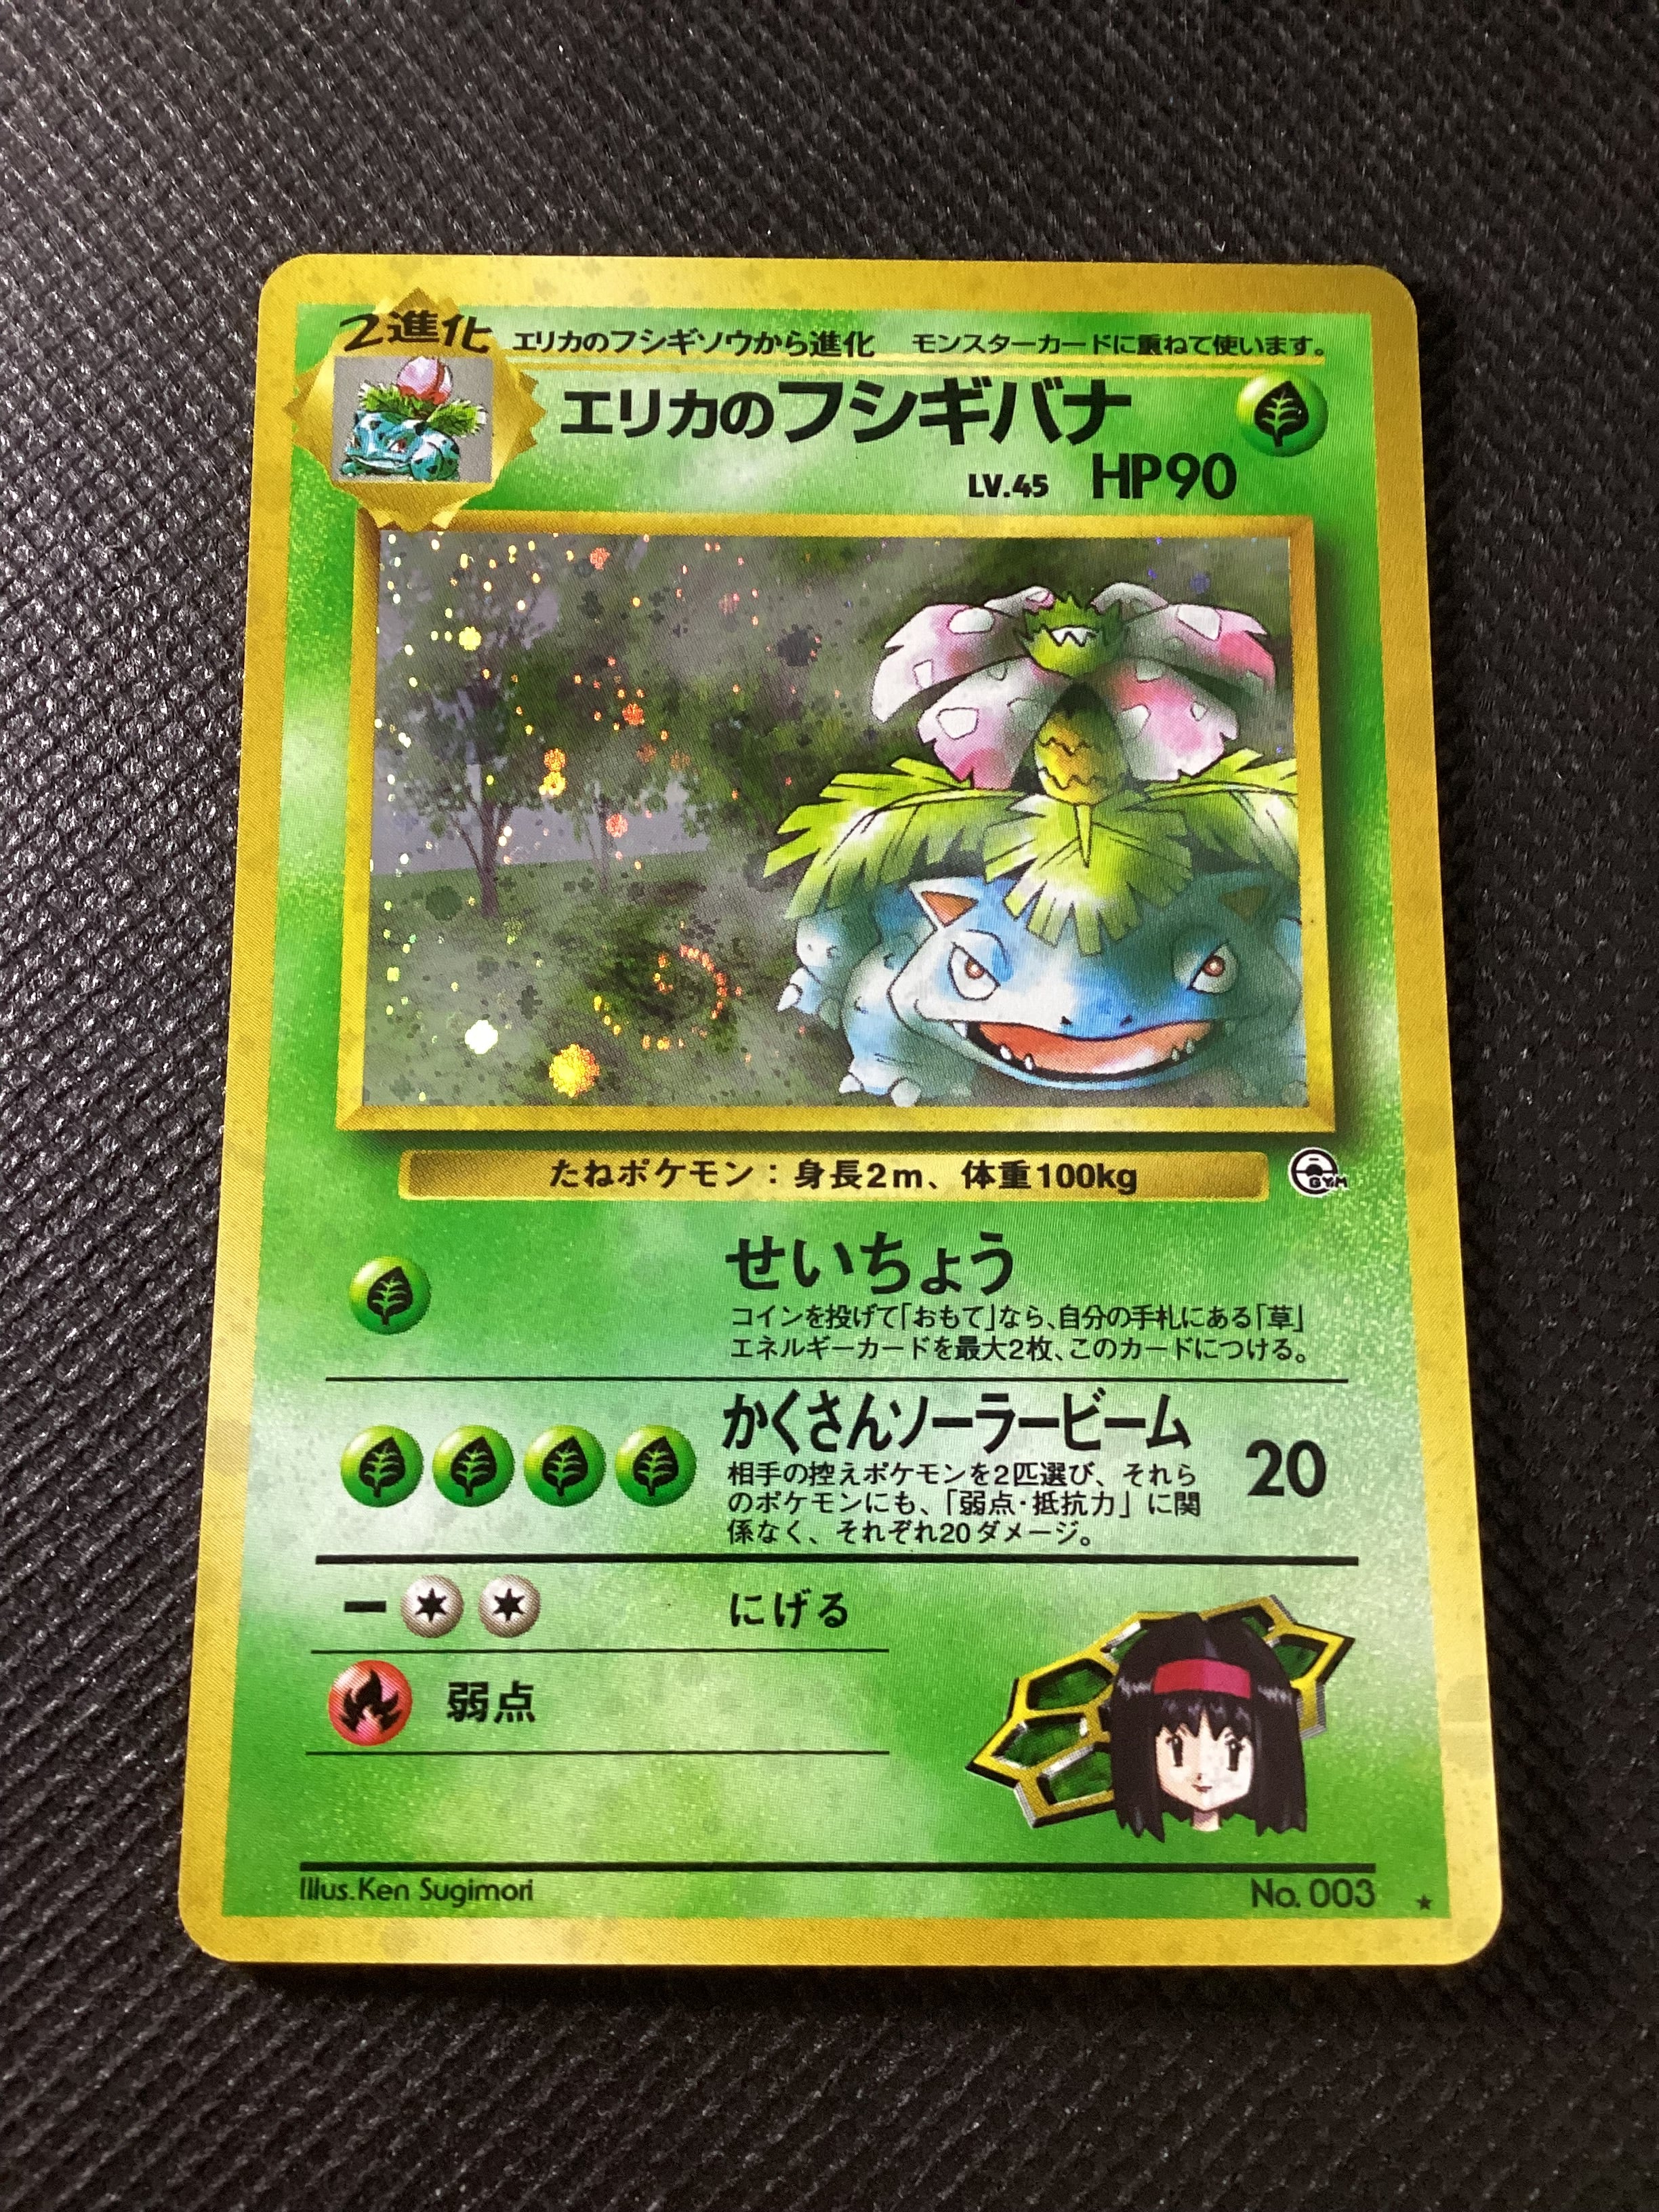 2進化
エリカのフシギソウから進化　モンスターカードに重ねて使います。
エリカのフシギバナ
LV.45 HP90
たねポケモン：身長2m、体重100kg
GYM
せいちょう
コインを投げて「おもて」なら、自分の手札にある「草」
エネルギーカードを最大2枚、このカードにつける。
かくさんソーラービーム 20
相手の控えポケモンを2匹選び、それら
のポケモンにも、「弱点・抵抗力」に関
係なく、それぞれ20ダメージ。
にげる
弱点
Illus.Ken Sugimori No. 003 ★